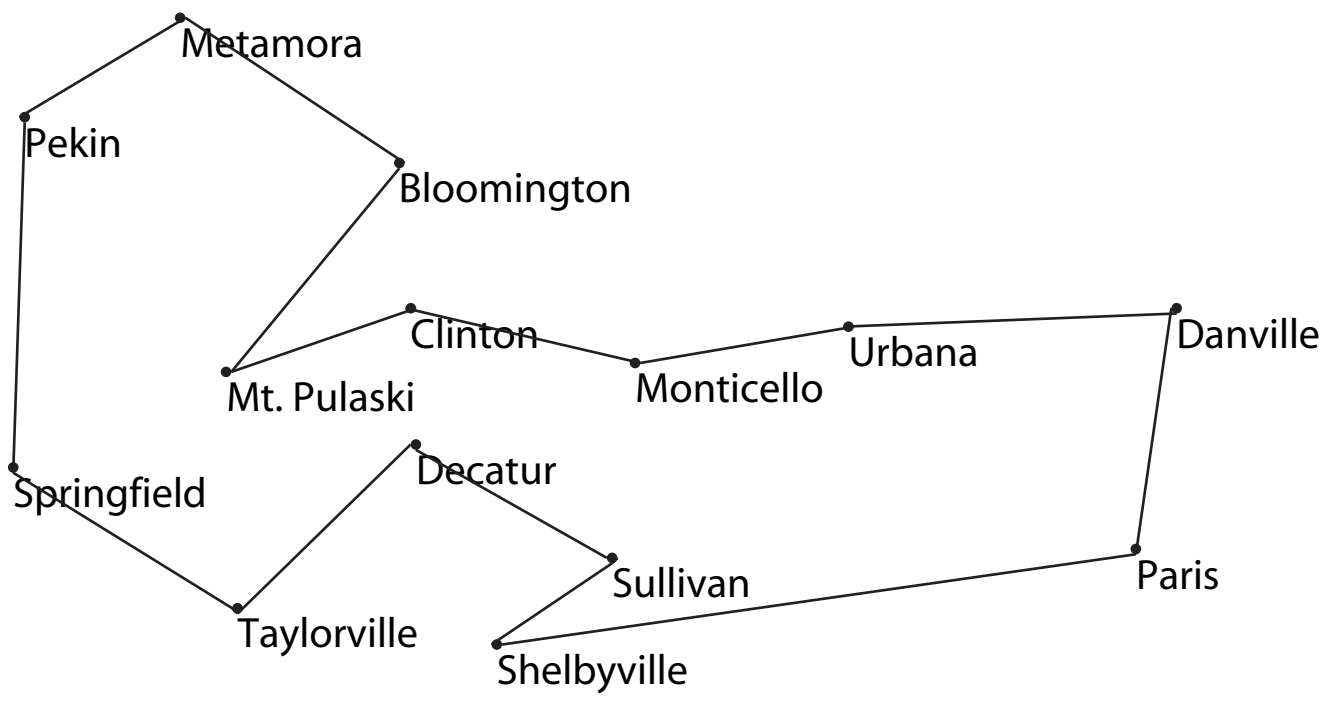 Metamora
Pekin
Bloomington
Clinton
Danville
Urbana
Monticello
Mt. Pulaski
Decatur
Springfield
Sullivan
Paris
Taylorville
Shelbyville